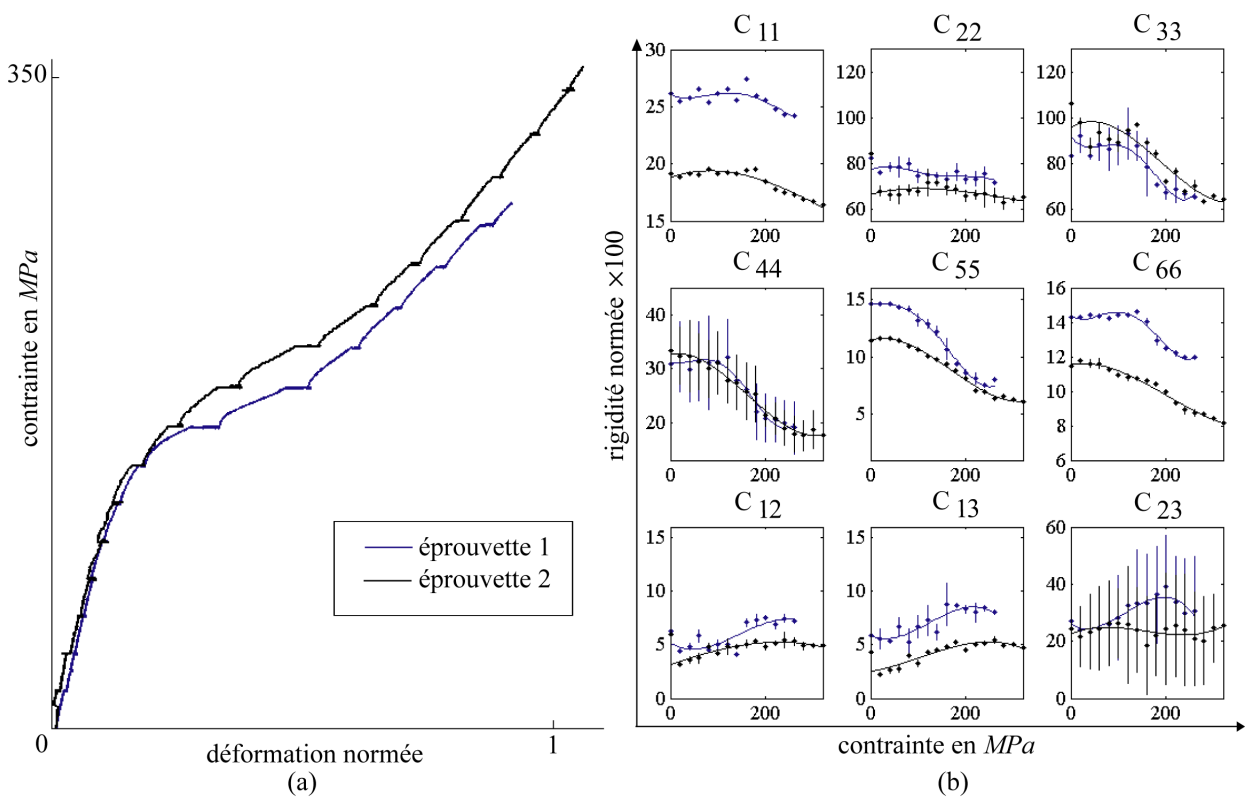 350
contrainte en MPa
éprouvette 1
éprouvette 2
0
1
déformation normée
(a)
rigidité normée ×100
C 11
30
25
20
15
0 200
C 22
120
100
80
60
0 200
C 33
120
100
80
60
0 200
C 44
40
30
20
0 200
C 55
15
10
5
0 200
C 66
16
14
12
10
8
6
0 200
C 12
15
10
5
0
0 200
C 13
15
10
5
0
0 200
C 23
60
40
20
0
0 200
contrainte en MPa
(b)